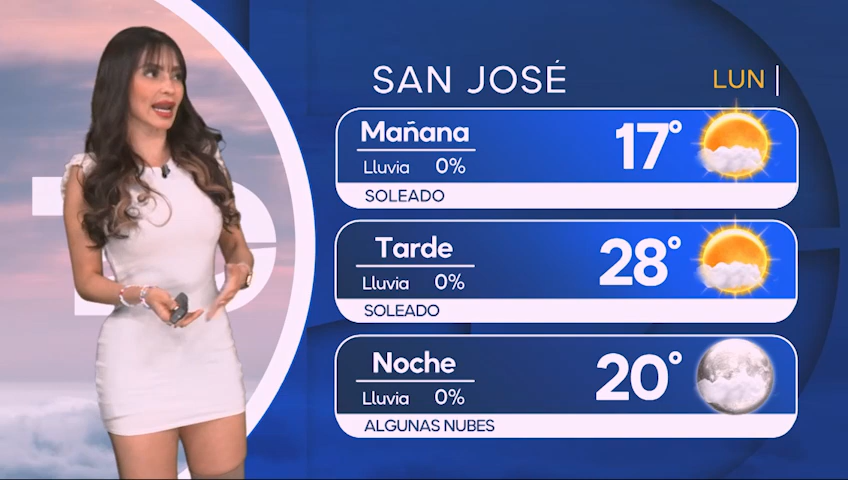 SAN JOSÉ
LUN |
Mañana
17°
Lluvia 0%
SOLEADO
Tarde
28°
Lluvia 0%
SOLEADO
Noche
20°
Lluvia 0%
ALGUNAS NUBES